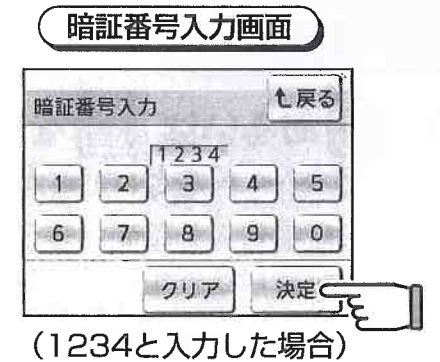 暗証番号入力画面
暗証番号入力
戻る
1234
1 2 3 4 5
6 7 8 9 0
クリア 決定
(1234と入力した場合)